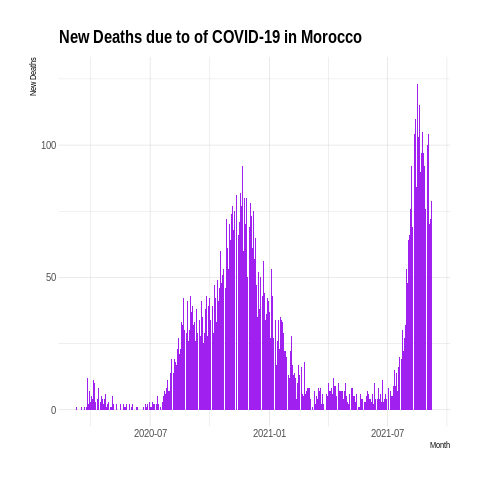 New Deaths due to of COVID-19 in Morocco
New Deaths
100
50
0
2020-07
2021-01
2021-07
Month